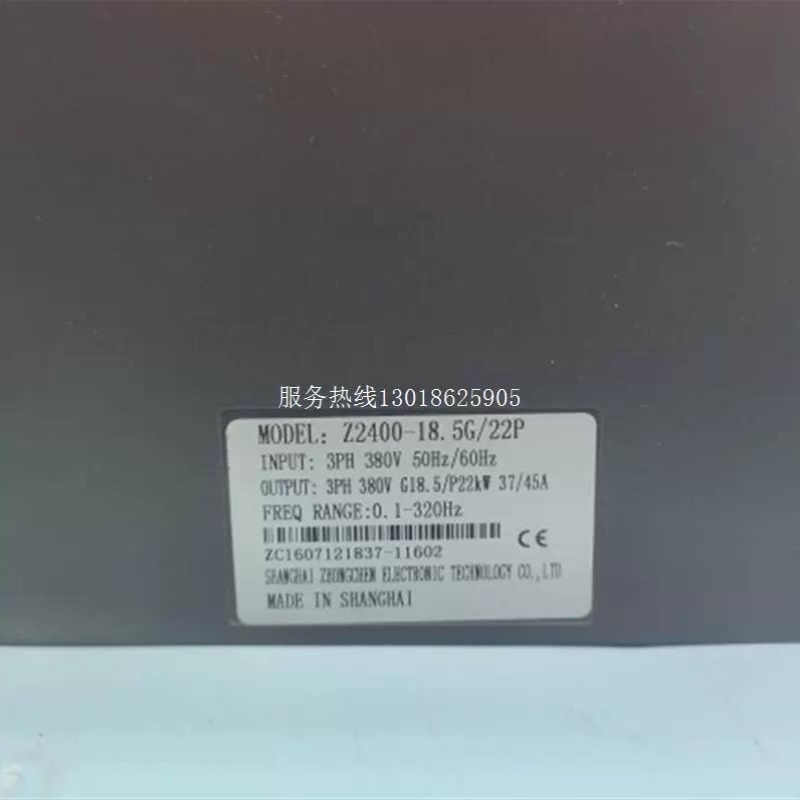 服务热线13018625905
MODEL: Z2400-18.5G/22P
INPUT: 3PH 380V 50Hz/60Hz
OUTPUT: 3PH 380V G18.5/P22kW 37/45A
FREQ RANGE:0.1-320Hz
CE
ZC1607121837-11602
SHANGHAI ZHONGCHEN ELECTRONIC TECHNOLOGY CO.,LTD
MADE IN SHANGHAI